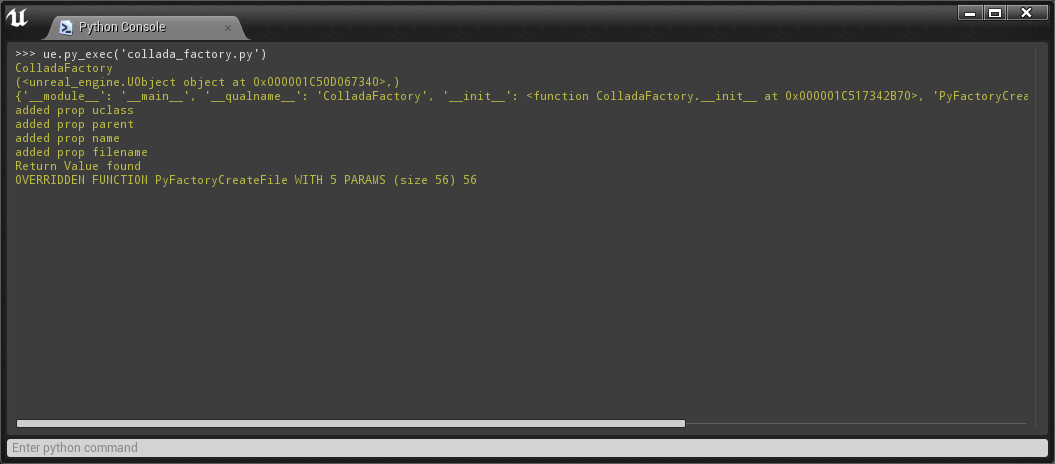 Python Console
>>> ue.py_exec('collada_factory.py')
ColladaFactory
(<unreal_engine.UObject object at 0x000001C50D067340>,)
{'__module__': '__main__', '__qualname__': 'ColladaFactory', '__init__': <function ColladaFactory.__init__ at 0x000001C517342B70>, 'PyFactoryCrea
added prop uclass
added prop parent
added prop name
added prop filename
Return Value found
OVERRIDDEN FUNCTION PyFactoryCreateFile WITH 5 PARAMS (size 56) 56
Enter python command